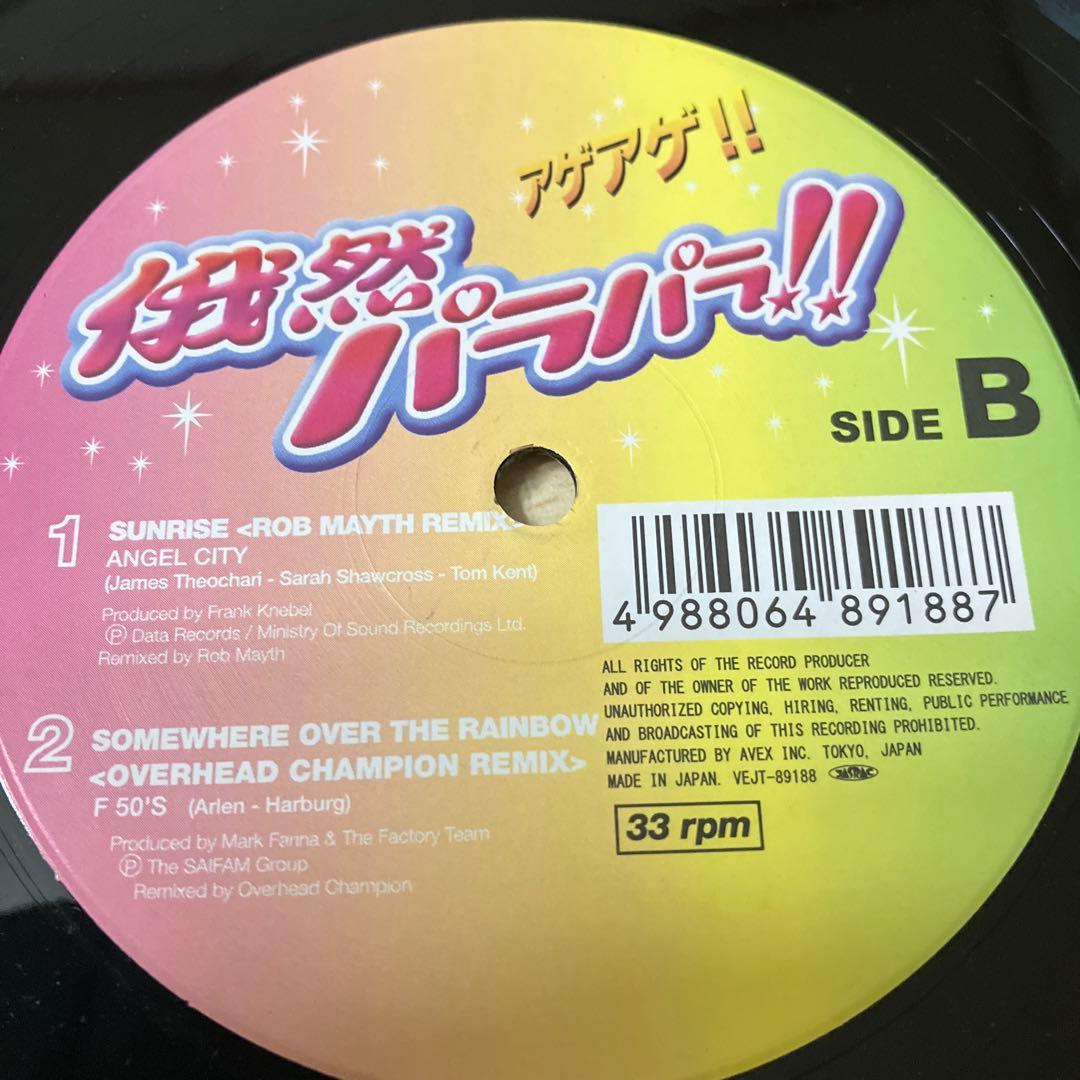 アゲアゲ!!
俄然
パラパラ!!
SIDE B
1 SUNRISE <ROB MAYTH REMIX>
ANGEL CITY
(James Theochari - Sarah Shawcross - Tom Kent)
Produced by Frank Knebel
Ⓟ Data Records / Ministry Of Sound Recordings Ltd.
Remixed by Rob Mayth
2 SOMEWHERE OVER THE RAINBOW
<OVERHEAD CHAMPION REMIX>
F 50'S (Arlen - Harburg)
Produced by Mark Farina & The Factory Team
Ⓟ The SAIFAM Group
Remixed by Overhead Champion
4 988064 891887
ALL RIGHTS OF THE RECORD PRODUCER
AND OF THE OWNER OF THE WORK REPRODUCED RESERVED.
UNAUTHORIZED COPYING, HIRING, RENTING, PUBLIC PERFORMANCE
AND BROADCASTING OF THIS RECORDING PROHIBITED.
MANUFACTURED BY AVEX INC. TOKYO, JAPAN
MADE IN JAPAN. VEJT-89188 JASRAC
33 rpm